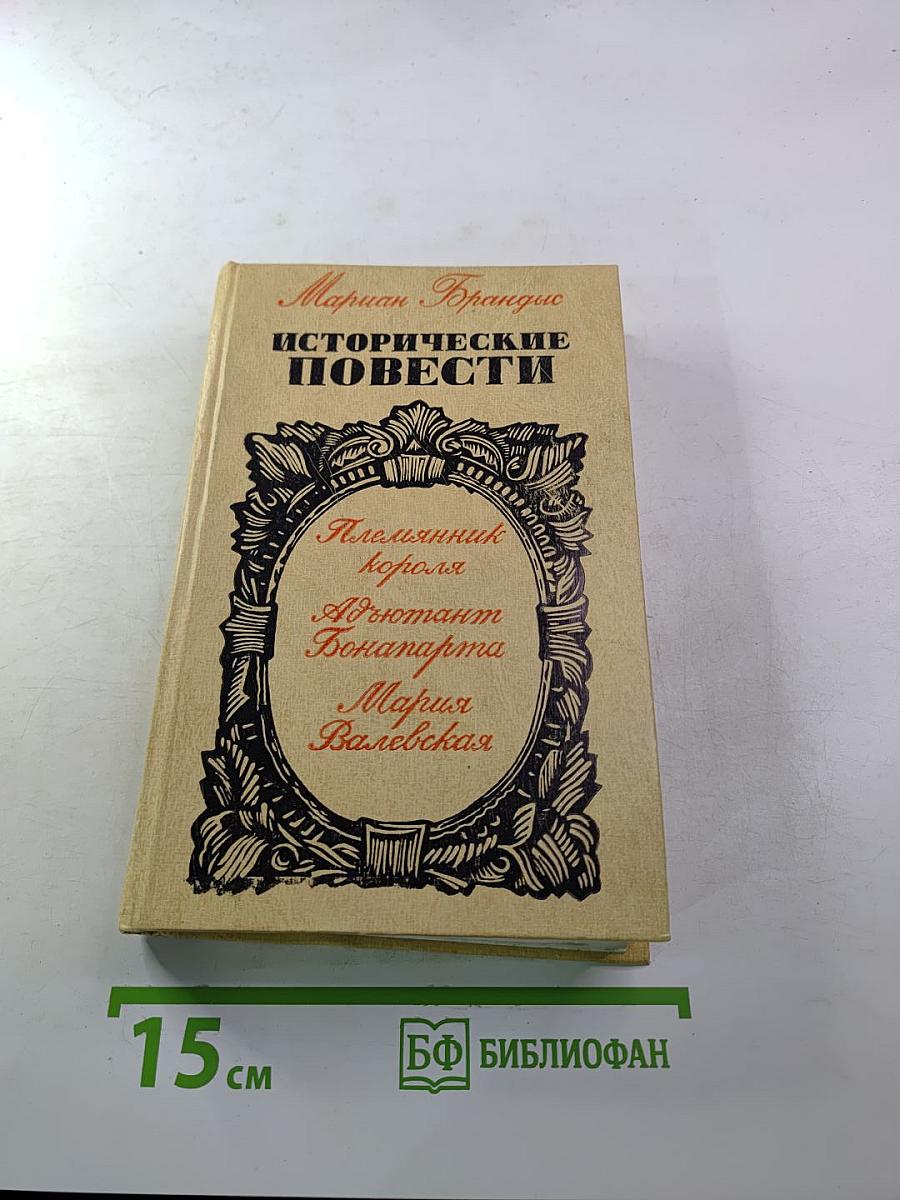 Мариан Брандыс
ИСТОРИЧЕСКИЕ
ПОВЕСТИ
Племянник
короля
Адъютант
Бонапарта
Мария
Валевская
15 см
БФ БИБЛИОФАН